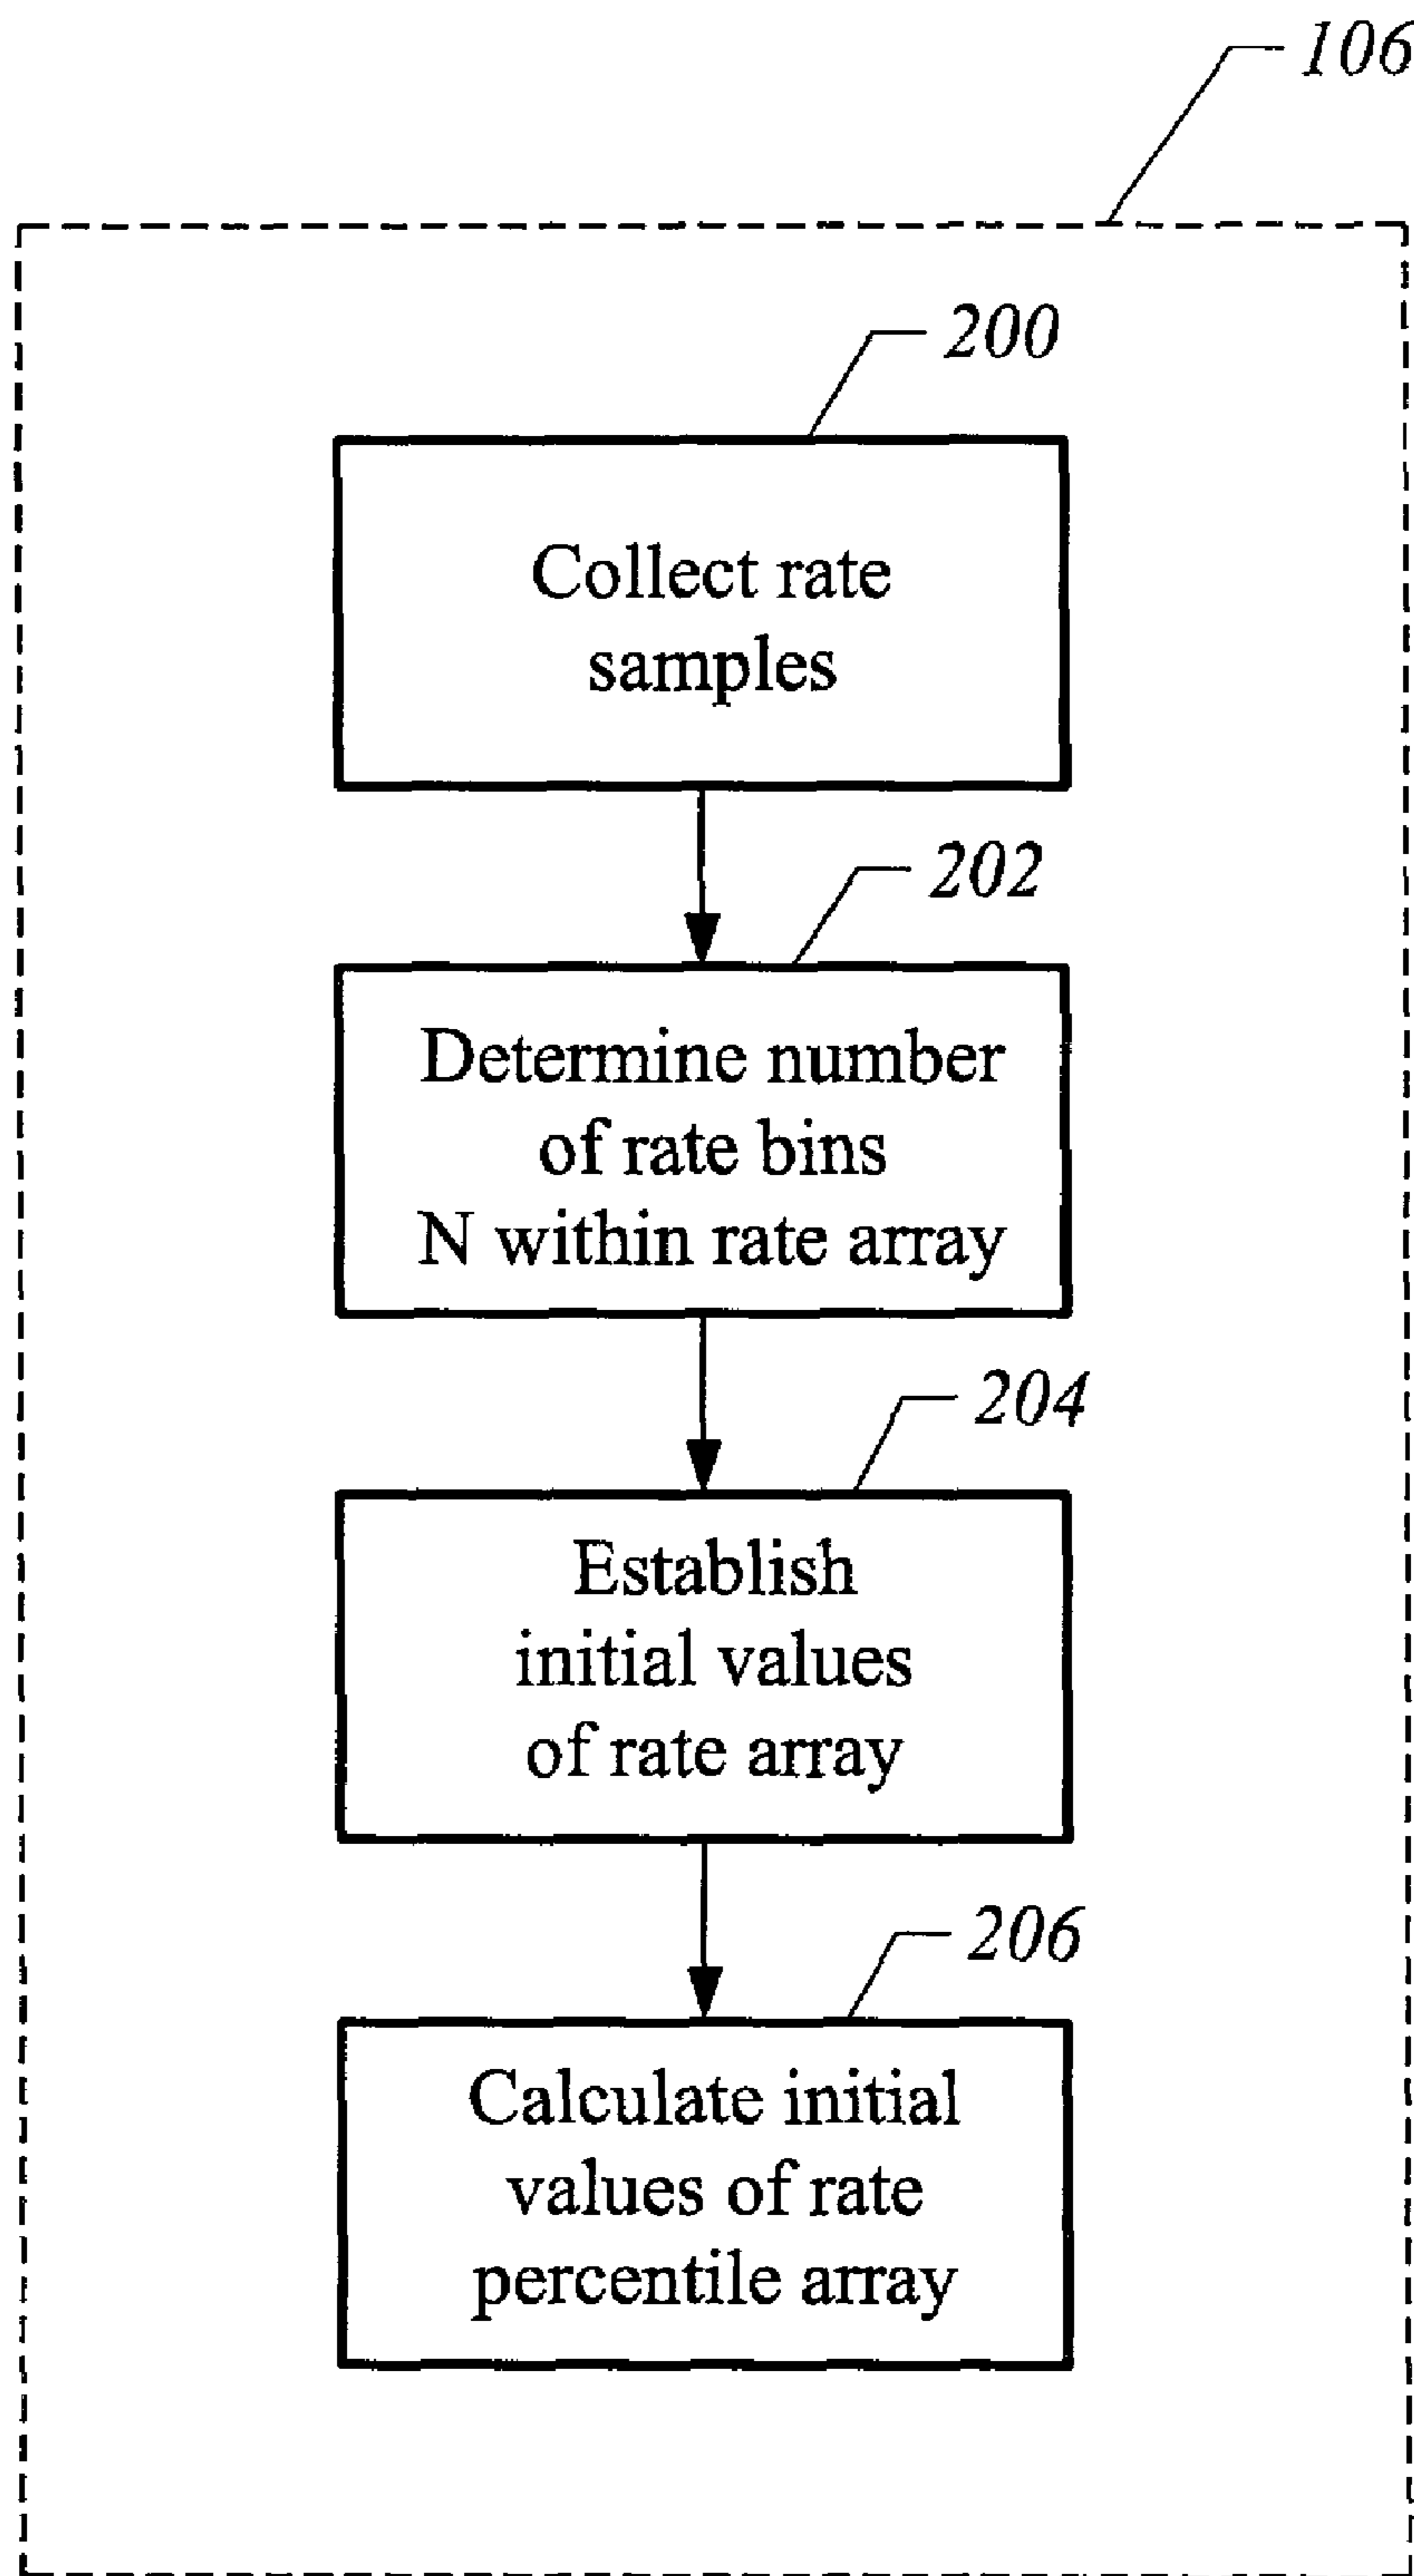 106
200
Collect rate
samples
202
Determine number
of rate bins
N within rate array
204
Establish
initial values
of rate array
206
Calculate initial
values of rate
percentile array